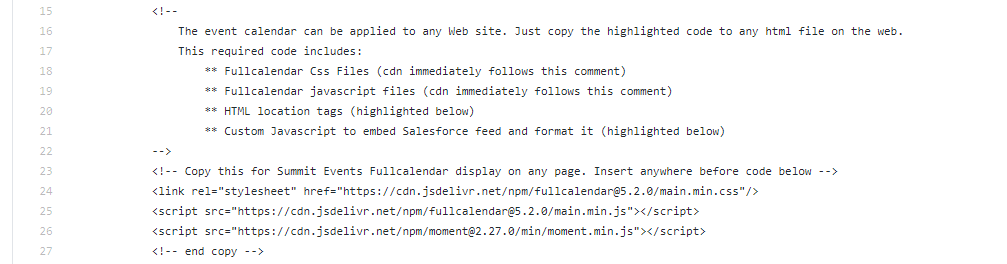 15 <!--
16 The event calendar can be applied to any Web site. Just copy the highlighted code to any html file on the web.
17 This required code includes:
18 ** Fullcalendar Css Files (cdn immediately follows this comment)
19 ** Fullcalendar javascript files (cdn immediately follows this comment)
20 ** HTML location tags (highlighted below)
21 ** Custom Javascript to embed Salesforce feed and format it (highlighted below)
22 -->
23 <!-- Copy this for Summit Events Fullcalendar display on any page. Insert anywhere before code below -->
24 <link rel="stylesheet" href="https://cdn.jsdelivr.net/npm/fullcalendar@5.2.0/main.min.css"/>
25 <script src="https://cdn.jsdelivr.net/npm/fullcalendar@5.2.0/main.min.js"></script>
26 <script src="https://cdn.jsdelivr.net/npm/moment@2.27.0/min/moment.min.js"></script>
27 <!-- end copy -->